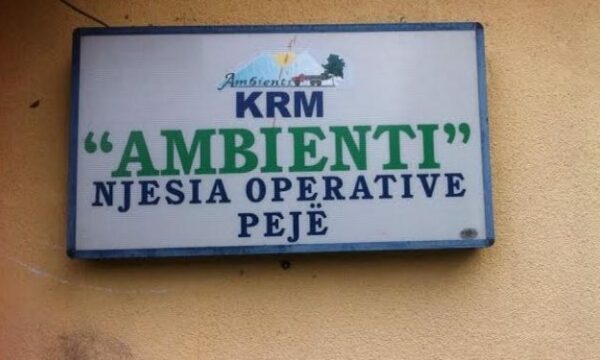 Ambienti
KRM
“AMBIENTI”
NJESIA OPERATIVE
PEJË